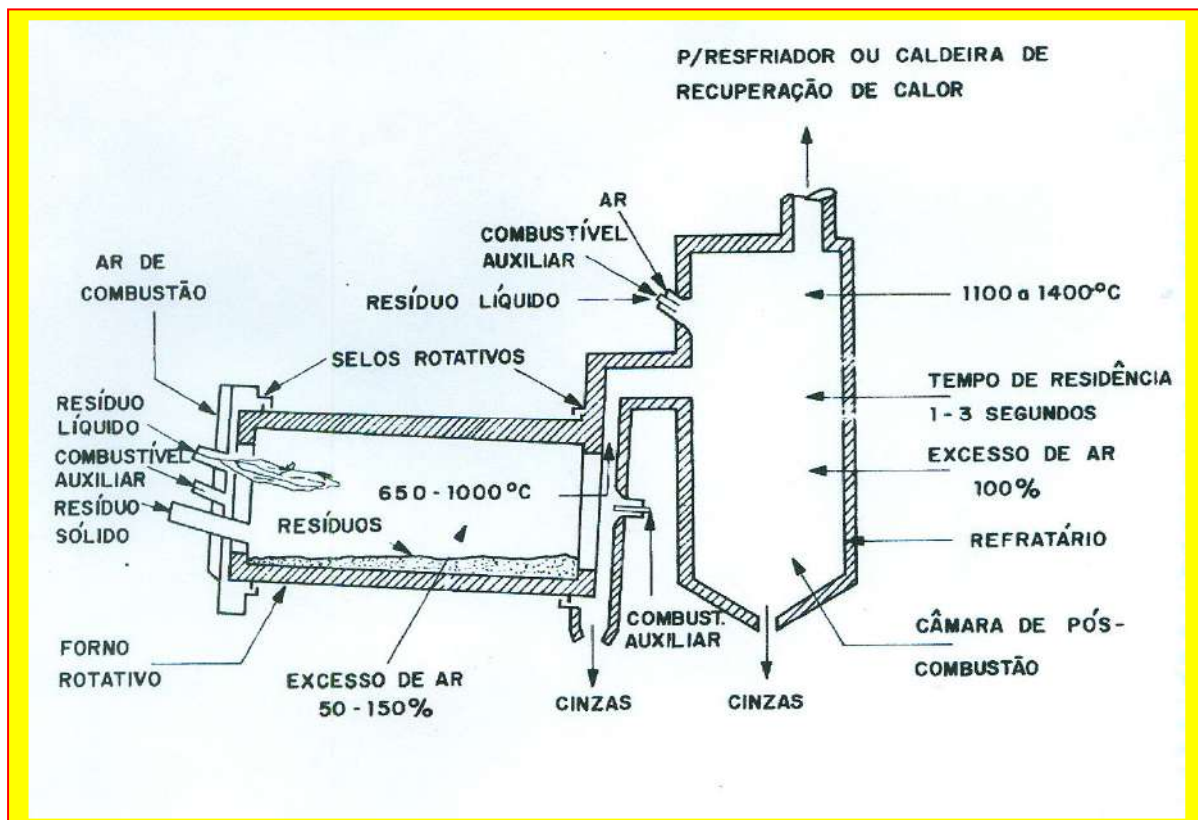 P/RESFRIADOR OU CALDEIRA DE
RECUPERAÇÃO DE CALOR
AR
COMBUSTÍVEL
AUXILIAR
RESÍDUO LÍQUIDO
AR DE
COMBUSTÃO
1100 a 1400ºC
SELOS ROTATIVOS
TEMPO DE RESIDÊNCIA
1 - 3 SEGUNDOS
RESÍDUO
LÍQUIDO
COMBUSTÍVEL
AUXILIAR
RESÍDUO
SÓLIDO
EXCESSO DE AR
100%
650 - 1000ºC
RESÍDUOS
REFRATÁRIO
COMBUST.
AUXILIAR
CÂMARA DE PÓS-
COMBUSTÃO
FORNO
ROTATIVO
EXCESSO DE AR
50 - 150%
CINZAS
CINZAS